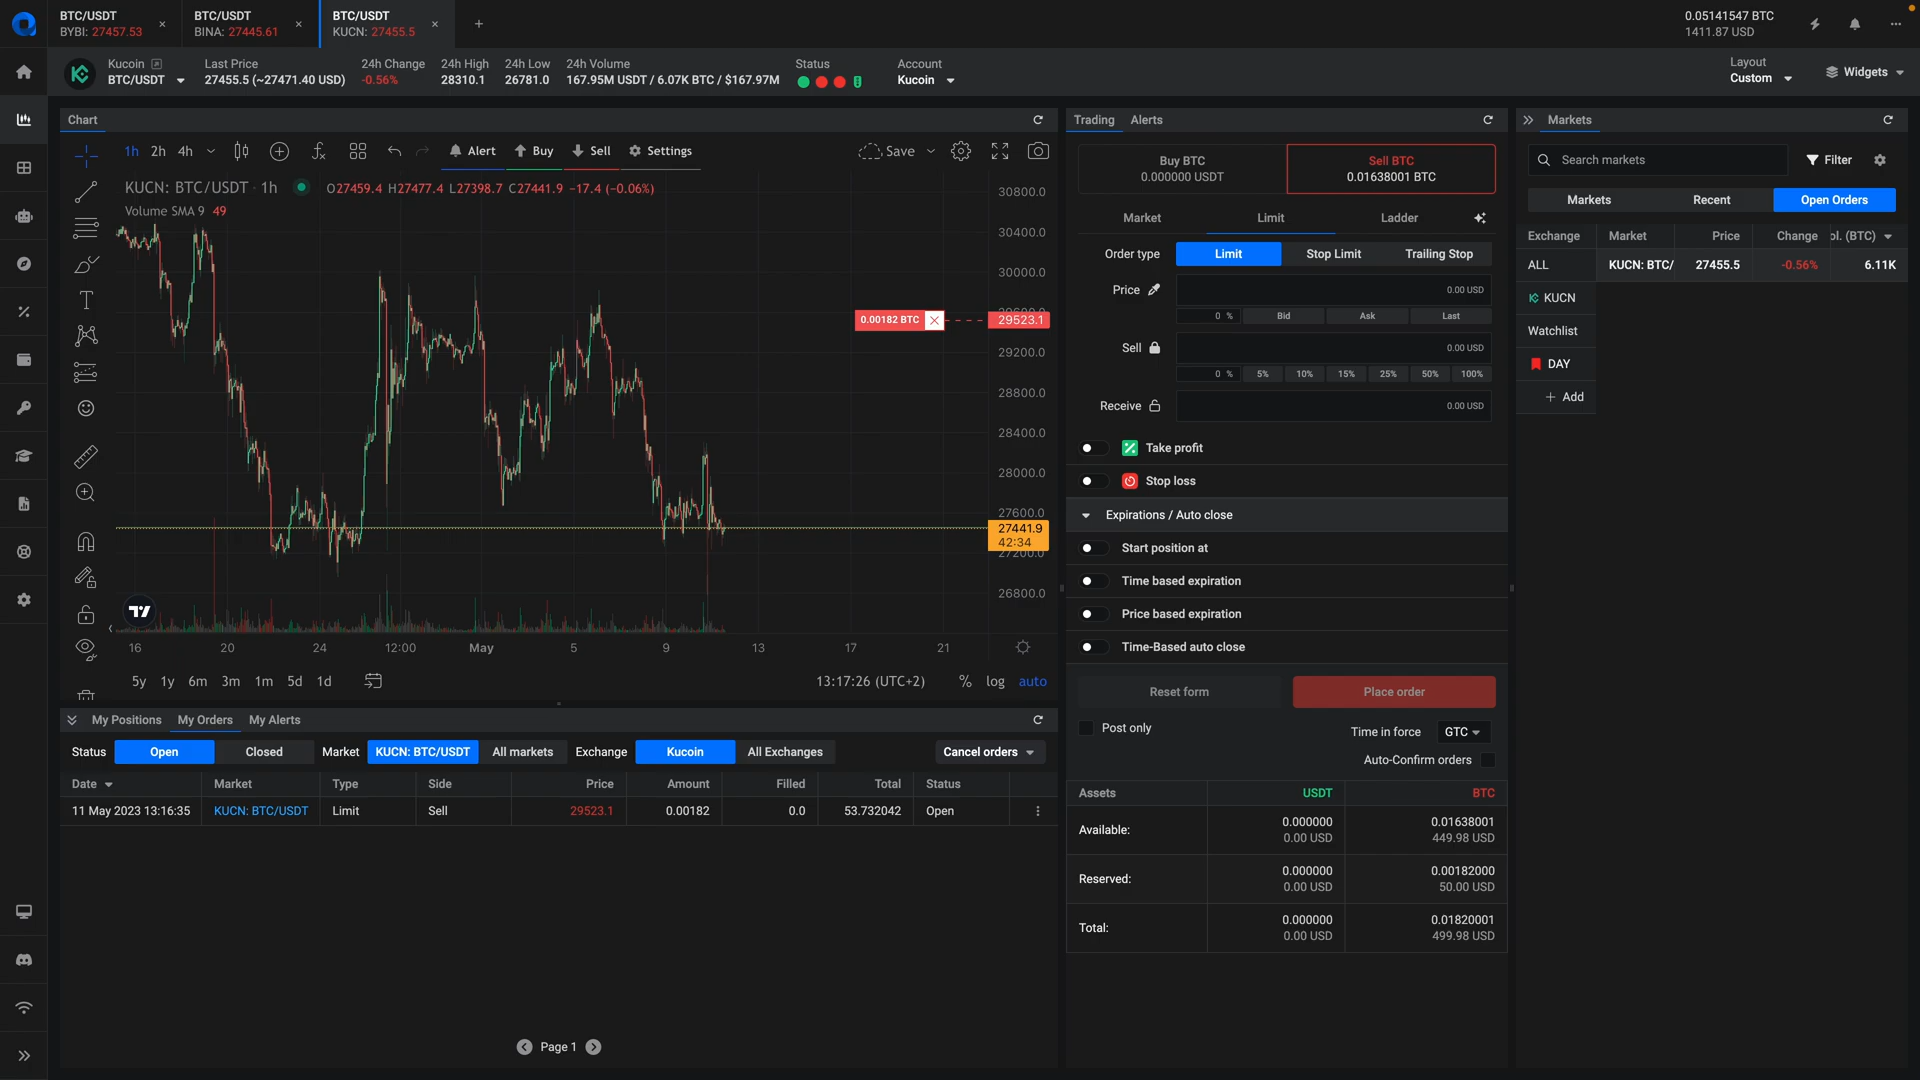 BTC/USDT
BYBI: 27457.53
BTC/USDT
BINA: 27445.61
BTC/USDT
KUCN: 27455.5
0.05141547 BTC
1411.87 USD
Kucoin
BTC/USDT
Last Price
27455.5 (~27471.40 USD)
24h Change
-0.56%
24h High
28310.1
24h Low
26781.0
24h Volume
167.95M USDT / 6.07K BTC / $167.97M
Status
Account
Kucoin
Layout
Custom
Widgets
Chart
1h 2h 4h
Alert
Buy
Sell
Settings
Save
KUCN: BTC/USDT · 1h
O27459.4 H27477.4 L27398.7 C27441.9 −17.4 (−0.06%)
Volume SMA 9 49
30800.0
30400.0
30000.0
0.00182 BTC
29523.1
29200.0
28800.0
28400.0
28000.0
27600.0
27441.9
42:34
27200.0
26800.0
16 20 24 12:00 May 5 9 13 17 21
5y 1y 6m 3m 1m 5d 1d
13:17:26 (UTC+2)
% log auto
Trading
Alerts
Buy BTC
0.000000 USDT
Sell BTC
0.01638001 BTC
Market
Limit
Ladder
Order type
Limit
Stop Limit
Trailing Stop
Price
0.00 USD
0 %
Bid
Ask
Last
Sell
0.00 USD
0 %
5%
10%
15%
25%
50%
100%
Receive
0.00 USD
Take profit
Stop loss
Expirations / Auto close
Start position at
Time based expiration
Price based expiration
Time-Based auto close
Reset form
Place order
Post only
Time in force
GTC
Auto-Confirm orders
Assets USDT BTC
Available: 0.000000 0.01638001
0.00 USD 449.98 USD
Reserved: 0.000000 0.00182000
0.00 USD 50.00 USD
Total: 0.000000 0.01820001
0.00 USD 499.98 USD
Markets
Search markets
Filter
Markets
Recent
Open Orders
Exchange Market Price Change ol. (BTC)
ALL KUCN: BTC/ 27455.5 -0.56% 6.11K
KUCN
Watchlist
DAY
Add
My Positions
My Orders
My Alerts
Status
Open
Closed
Market
KUCN: BTC/USDT
All markets
Exchange
Kucoin
All Exchanges
Cancel orders
Date Market Type Side Price Amount Filled Total Status
11 May 2023 13:16:35 KUCN: BTC/USDT Limit Sell 29523.1 0.00182 0.0 53.732042 Open
Page 1